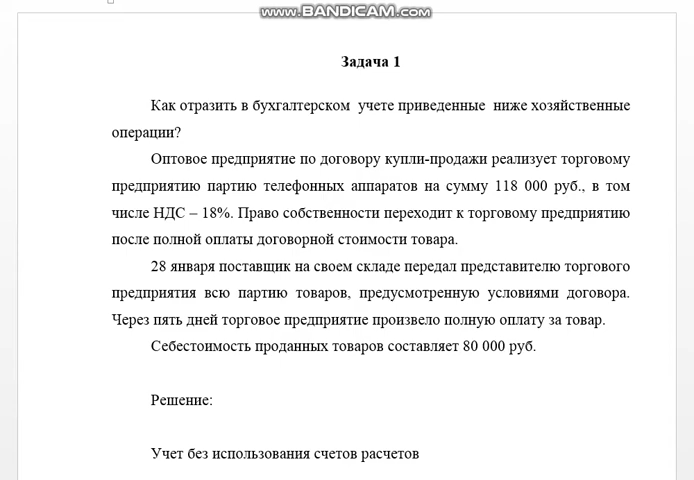 www.BANDICAM.com
Задача 1
Как отразить в бухгалтерском учете приведенные ниже хозяйственные
операции?
Оптовое предприятие по договору купли-продажи реализует торговому
предприятию партию телефонных аппаратов на сумму 118 000 руб., в том
числе НДС – 18%. Право собственности переходит к торговому предприятию
после полной оплаты договорной стоимости товара.
28 января поставщик на своем складе передал представителю торгового
предприятия всю партию товаров, предусмотренную условиями договора.
Через пять дней торговое предприятие произвело полную оплату за товар.
Себестоимость проданных товаров составляет 80 000 руб.
Решение:
Учет без использования счетов расчетов